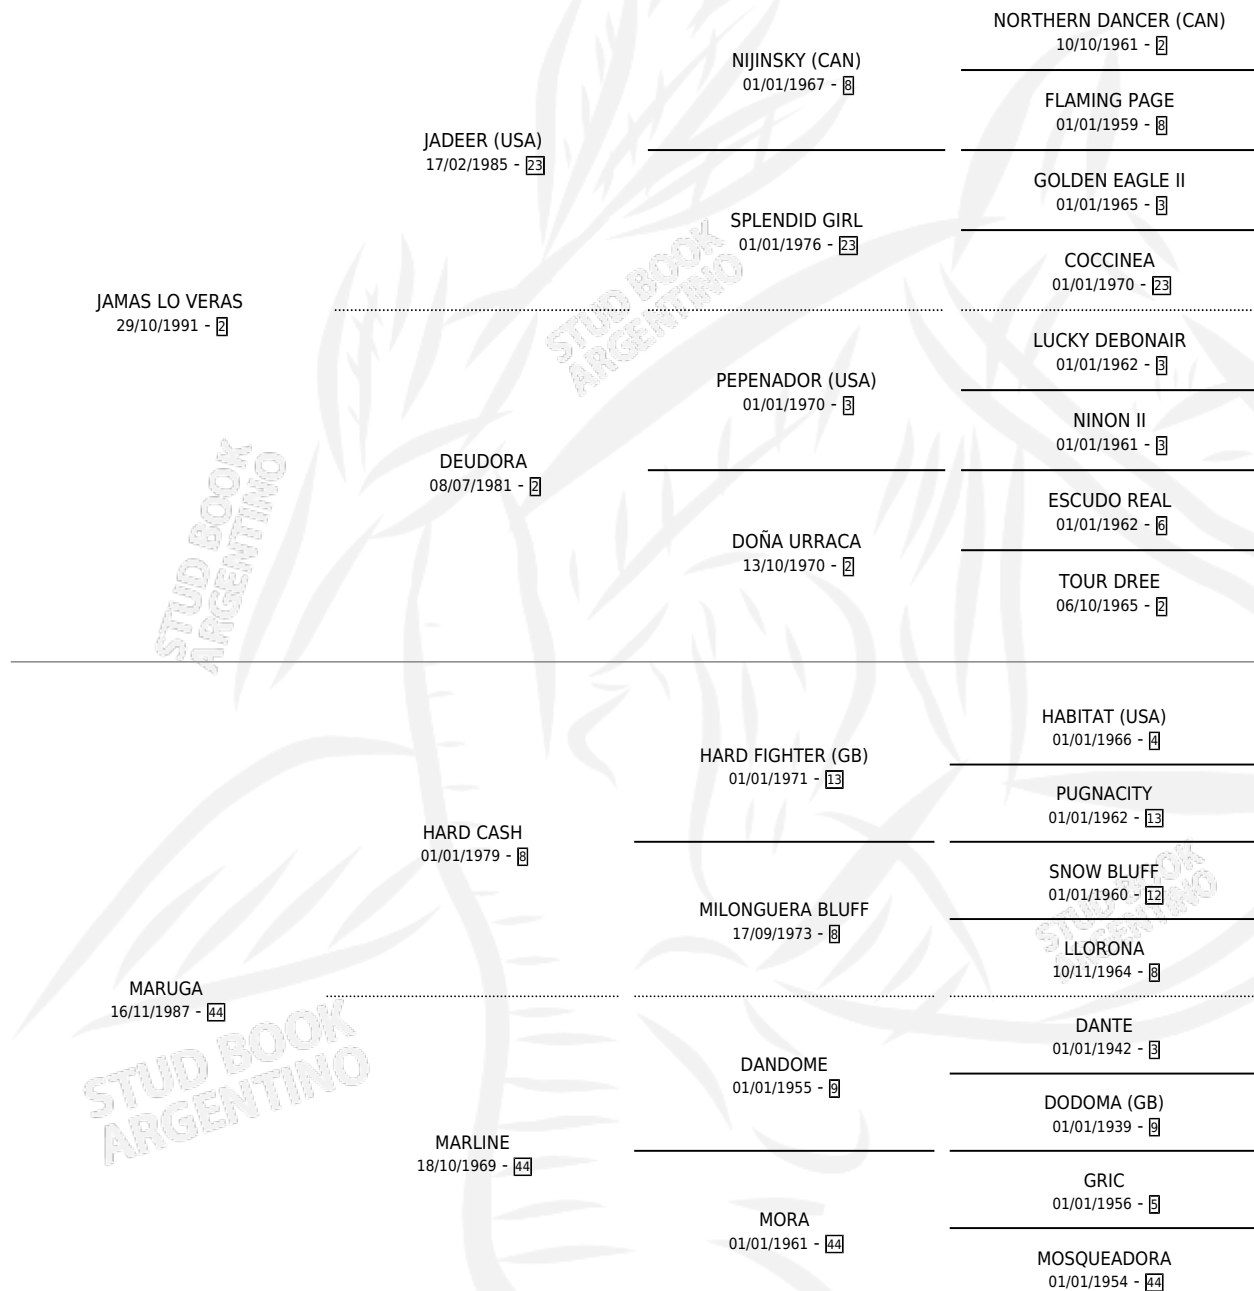 NORTHERN DANCER (CAN)
10/10/1961 - 2
NIJINSKY (CAN)
01/01/1967 - 8
FLAMING PAGE
01/01/1959 - 8
JADEER (USA)
17/02/1985 - 23
GOLDEN EAGLE II
01/01/1965 - 3
SPLENDID GIRL
01/01/1976 - 23
COCCINEA
01/01/1970 - 23
JAMAS LO VERAS
29/10/1991 - 2
LUCKY DEBONAIR
01/01/1962 - 3
PEPENADOR (USA)
01/01/1970 - 3
NINON II
01/01/1961 - 3
DEUDORA
08/07/1981 - 2
ESCUDO REAL
01/01/1962 - 6
DOÑA URRACA
13/10/1970 - 2
TOUR DREE
06/10/1965 - 2
HABITAT (USA)
01/01/1966 - 4
HARD FIGHTER (GB)
01/01/1971 - 13
PUGNACITY
01/01/1962 - 13
HARD CASH
01/01/1979 - 8
SNOW BLUFF
01/01/1960 - 12
MILONGUERA BLUFF
17/09/1973 - 8
LLORONA
10/11/1964 - 8
MARUGA
16/11/1987 - 44
DANTE
01/01/1942 - 3
DANDOME
01/01/1955 - 9
DODOMA (GB)
01/01/1939 - 9
MARLINE
18/10/1969 - 44
GRIC
01/01/1956 - 5
MORA
01/01/1961 - 44
MOSQUEADORA
01/01/1954 - 44
STUD BOOK
ARGENTINO
STUD BOOK
ARGENTINO
STUD BOOK
ARGENTINO
STUD BOOK
ARGENTINO